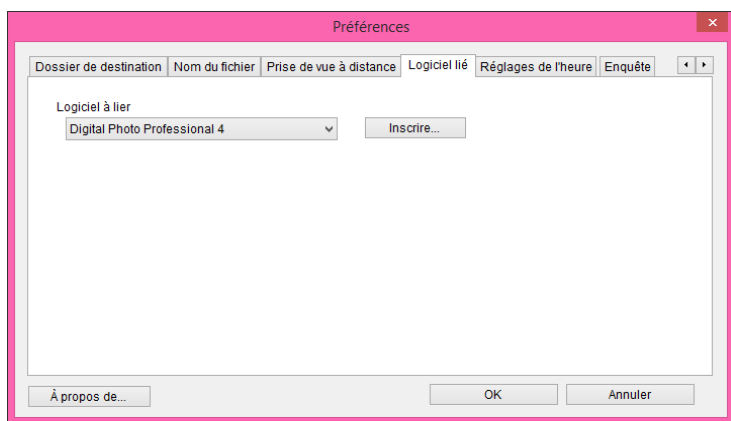 Préférences
Dossier de destination Nom du fichier Prise de vue à distance Logiciel lié Réglages de l'heure Enquête
Logiciel à lier
Digital Photo Professional 4 Inscrire...
À propos de... OK Annuler